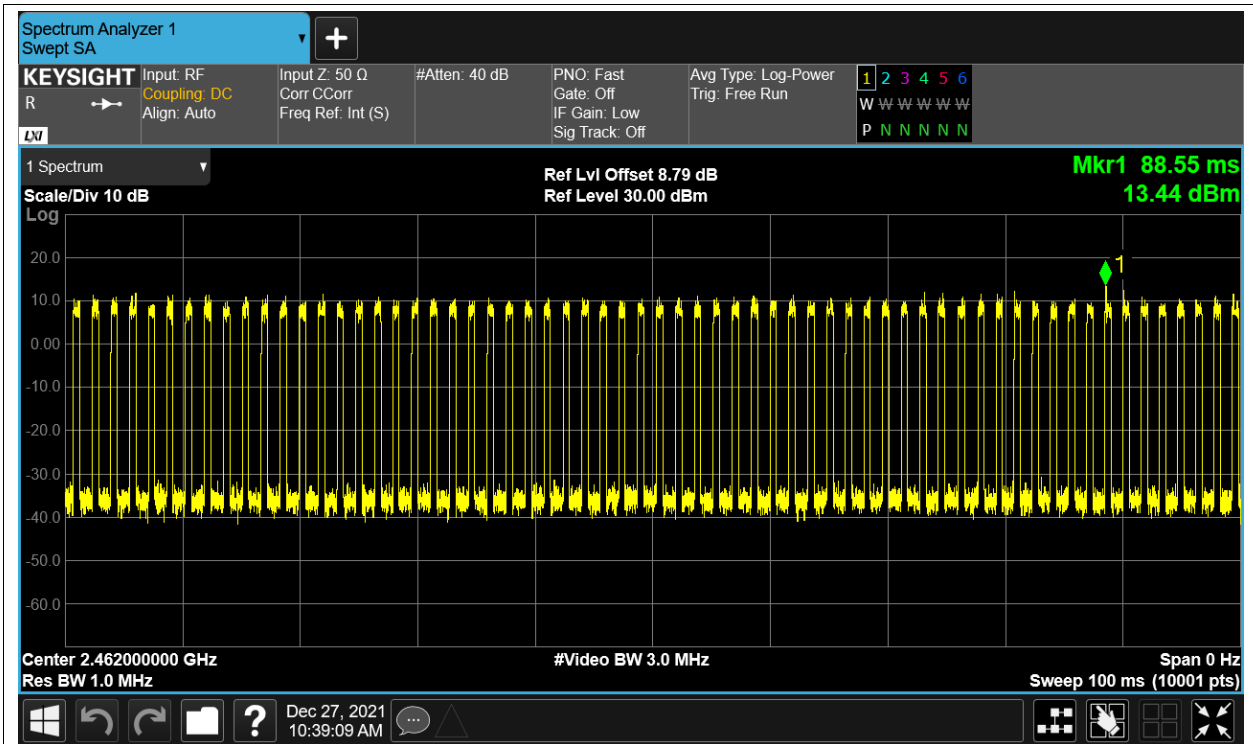 Spectrum Analyzer 1
Swept SA
KEYSIGHT
R
LXI
Input: RF
Coupling: DC
Align: Auto
Input Z: 50 Ω
Corr CCorr
Freq Ref: Int (S)
#Atten: 40 dB
PNO: Fast
Gate: Off
IF Gain: Low
Sig Track: Off
Avg Type: Log-Power
Trig: Free Run
1 2 3 4 5 6
W W W W W W
P N N N N N
1 Spectrum
Scale/Div 10 dB
Log
Ref Lvl Offset 8.79 dB
Ref Level 30.00 dBm
Mkr1 88.55 ms
13.44 dBm
1
20.0
10.0
0.00
-10.0
-20.0
-30.0
-40.0
-50.0
-60.0
Center 2.462000000 GHz
Res BW 1.0 MHz
#Video BW 3.0 MHz
Span 0 Hz
Sweep 100 ms (10001 pts)
?
Dec 27, 2021
10:39:09 AM